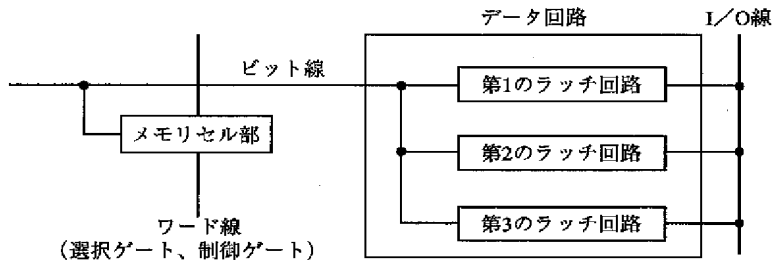 データ回路
I／O線
ビット線
第1のラッチ回路
メモリセル部
第2のラッチ回路
第3のラッチ回路
ワード線
(選択ゲート、制御ゲート)